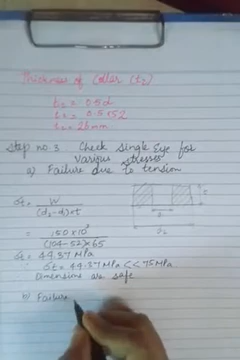 Thickness of Collar (t2)
t2 = 0.5d
t2 = 0.5×52
t2 = 26 mm
Step no. 3 Check Single Eye for
various stresses
a) Failure due to tension
σt = W
(d2-d)×t
= 150×10³
(104-52)×65
σt = 44.37 MPa
∴ σt = 44.37 MPa << 75 MPa
Dimensions are safe
b) Failure